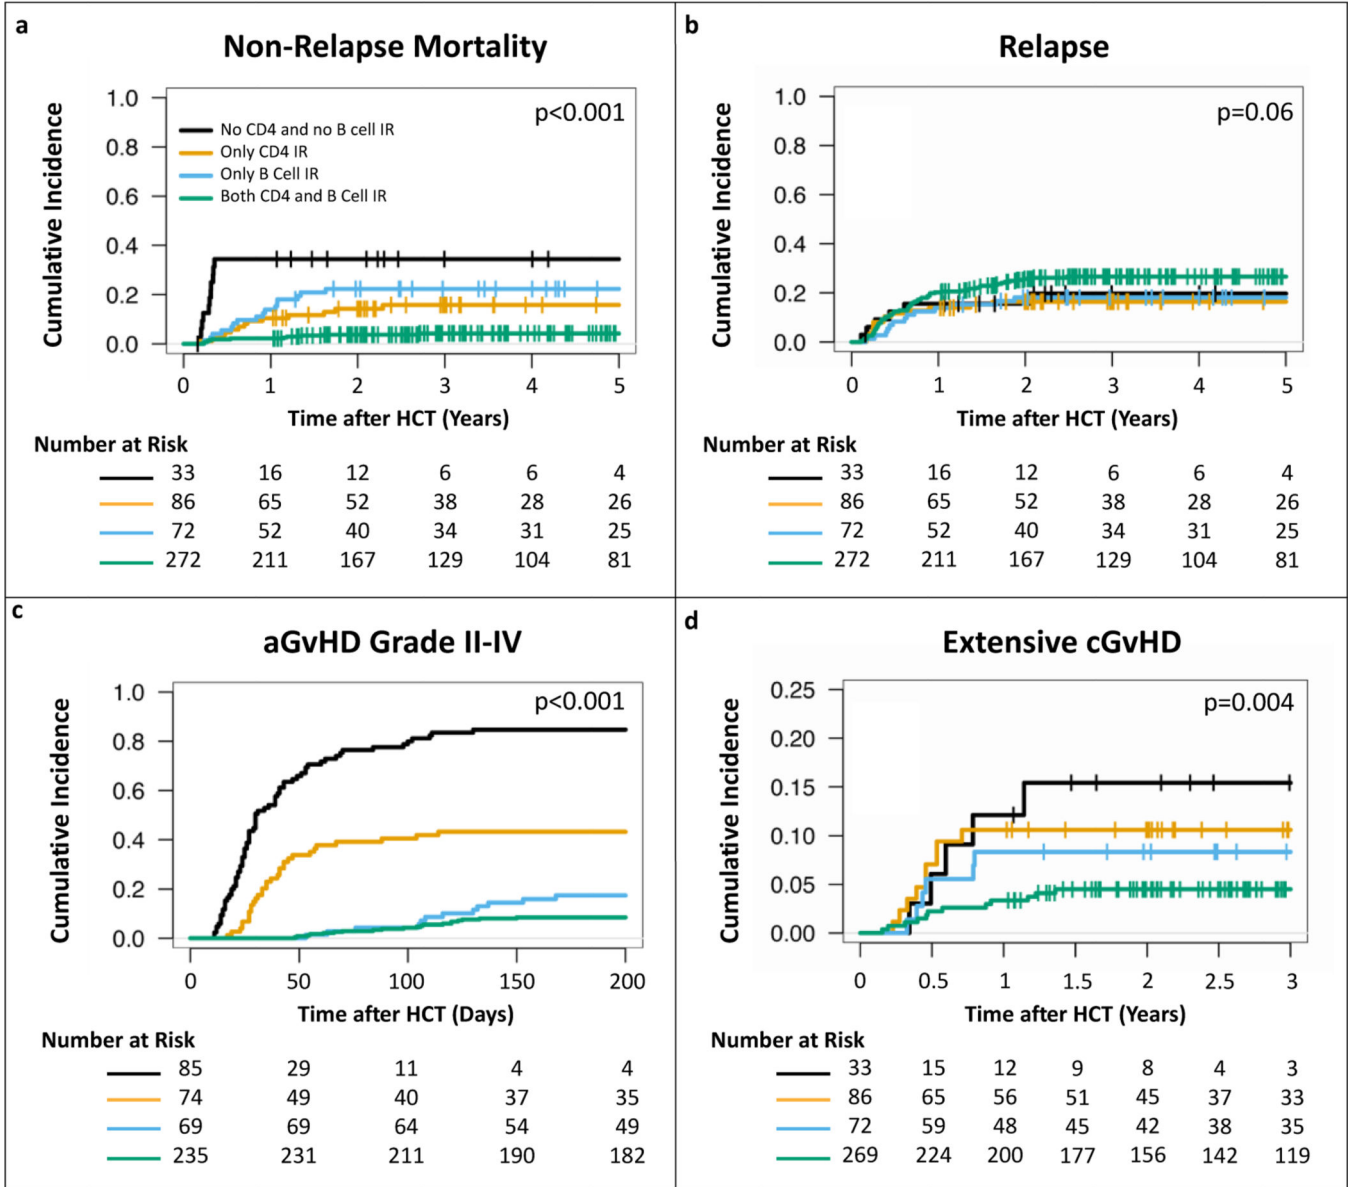 a
Non-Relapse Mortality
p<0.001
Cumulative Incidence
1.0
0.8
0.6
0.4
0.2
0.0
No CD4 and no B cell IR
Only CD4 IR
Only B Cell IR
Both CD4 and B Cell IR
0 1 2 3 4 5
Time after HCT (Years)
Number at Risk
33 16 12 6 6 4
86 65 52 38 28 26
72 52 40 34 31 25
272 211 167 129 104 81
b
Relapse
p=0.06
Cumulative Incidence
1.0
0.8
0.6
0.4
0.2
0.0
0 1 2 3 4 5
Time after HCT (Years)
Number at Risk
33 16 12 6 6 4
86 65 52 38 28 26
72 52 40 34 31 25
272 211 167 129 104 81
c
aGvHD Grade II-IV
p<0.001
Cumulative Incidence
1.0
0.8
0.6
0.4
0.2
0.0
0 50 100 150 200
Time after HCT (Days)
Number at Risk
85 29 11 4 4
74 49 40 37 35
69 69 64 54 49
235 231 211 190 182
d
Extensive cGvHD
p=0.004
Cumulative Incidence
0.25
0.20
0.15
0.10
0.05
0.00
0 0.5 1 1.5 2 2.5 3
Time after HCT (Years)
Number at Risk
33 15 12 9 8 4 3
86 65 56 51 45 37 33
72 59 48 45 42 38 35
269 224 200 177 156 142 119